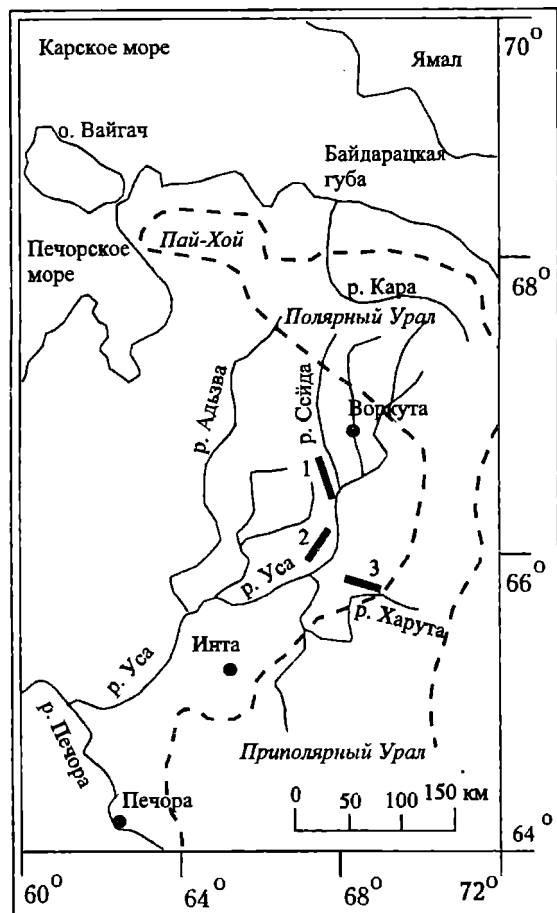 Карское море
Ямал
70°
о. Вайгач
Байдарацкая
губа
Печорское
море
Пай-Хой
68°
р. Кара
Полярный Урал
р. Адьзва
р. Сейда
Воркута
1
2
3
66°
р. Уса
р. Харута
р. Уса
Инта
р. Печора
Приполярный Урал
Печора
0 50 100 150 км
64°
60° 64° 68° 72°